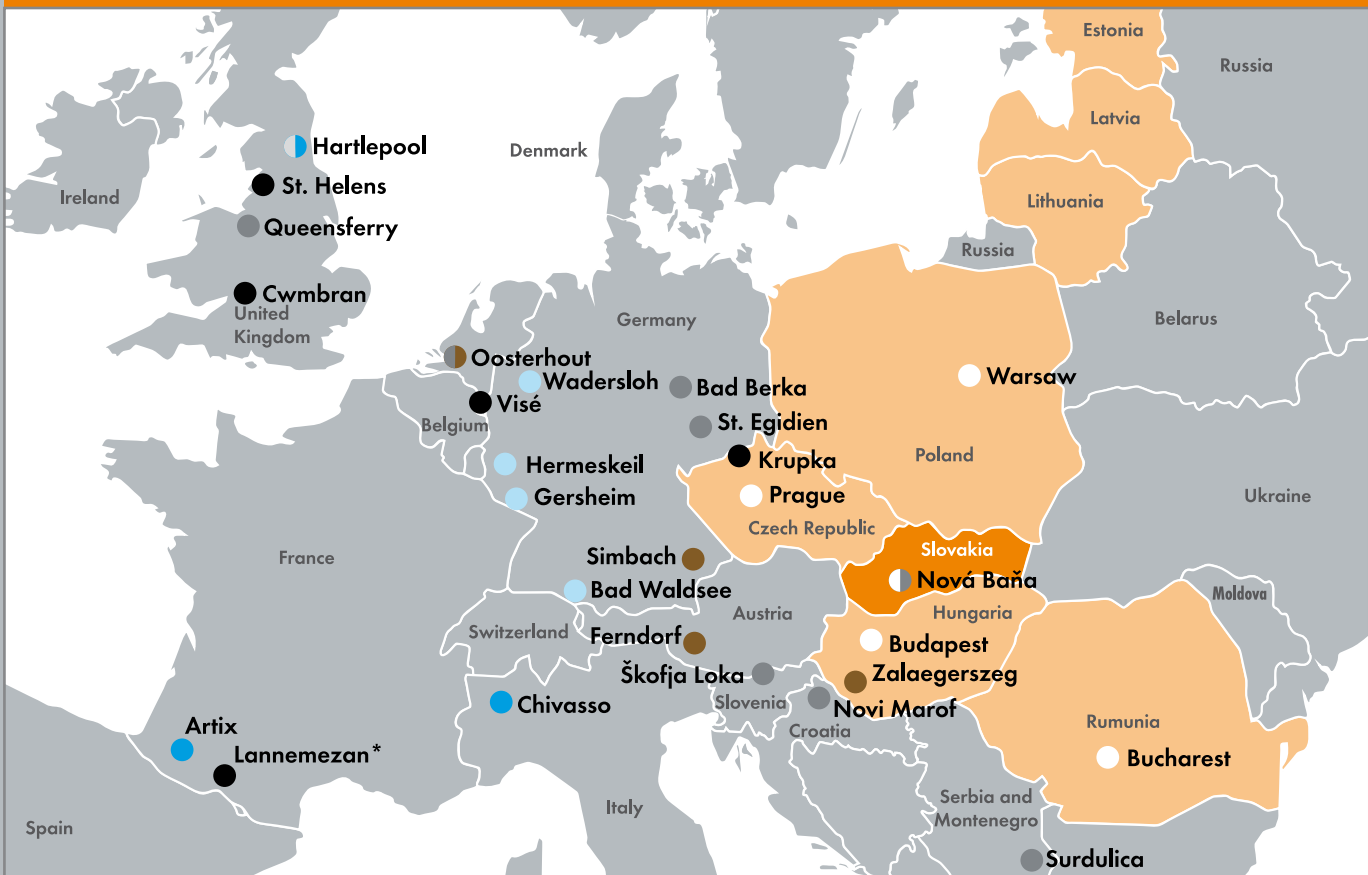 Estonia
Russia
Latvia
Hartlepool
Denmark
St. Helens
Ireland
Lithuania
Queensferry
Russia
Cwmbran
United
Kingdom
Germany
Belarus
Oosterhout
Wadersloh
Bad Berka
Warsaw
Visé
Belgium
St. Egidien
Krupka
Poland
Hermeskeil
Prague
Gersheim
Ukraine
Czech Republic
France
Simbach
Slovakia
Nová Baňa
Bad Waldsee
Moldova
Austria
Hungaria
Switzerland
Ferndorf
Budapest
Škofja Loka
Zalaegerszeg
Slovenia
Chivasso
Novi Marof
Croatia
Rumunia
Artix
Lannemezan*
Bucharest
Italy
Serbia and
Montenegro
Spain
Surdulica